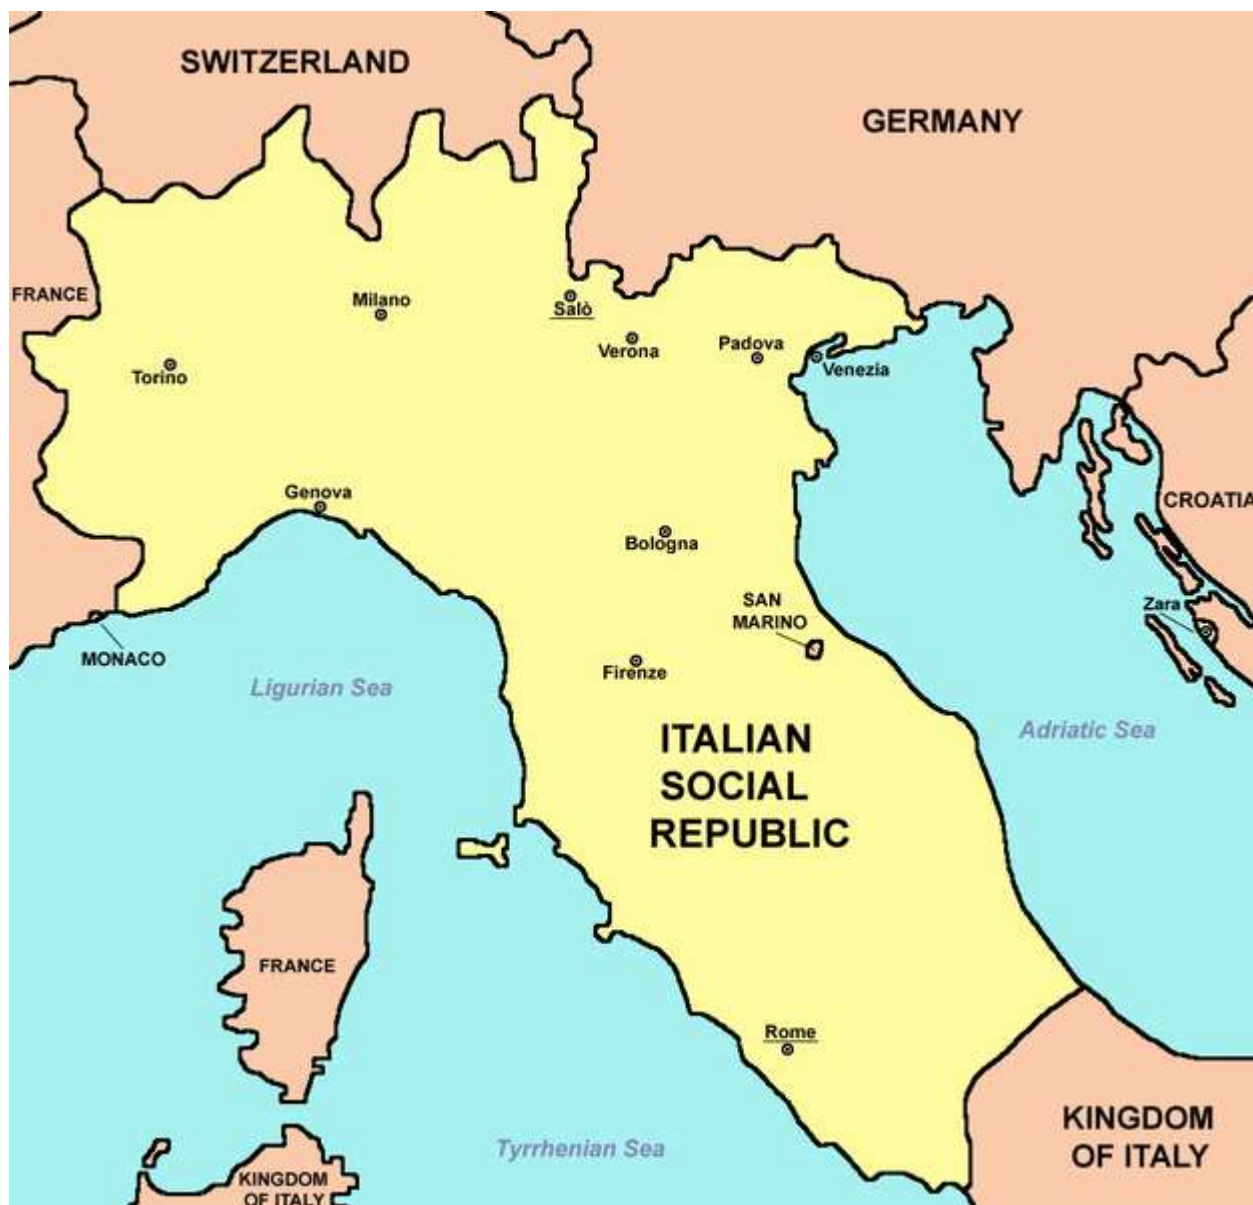 SWITZERLAND
GERMANY
FRANCE
Milano
Salò
Verona
Padova
Venezia
Torino
Genova
CROATIA
Bologna
SAN
MARINO
Zara
MONACO
Firenze
Ligurian Sea
Adriatic Sea
ITALIAN
SOCIAL
REPUBLIC
FRANCE
Rome
KINGDOM
OF ITALY
Tyrrhenian Sea
KINGDOM
OF ITALY